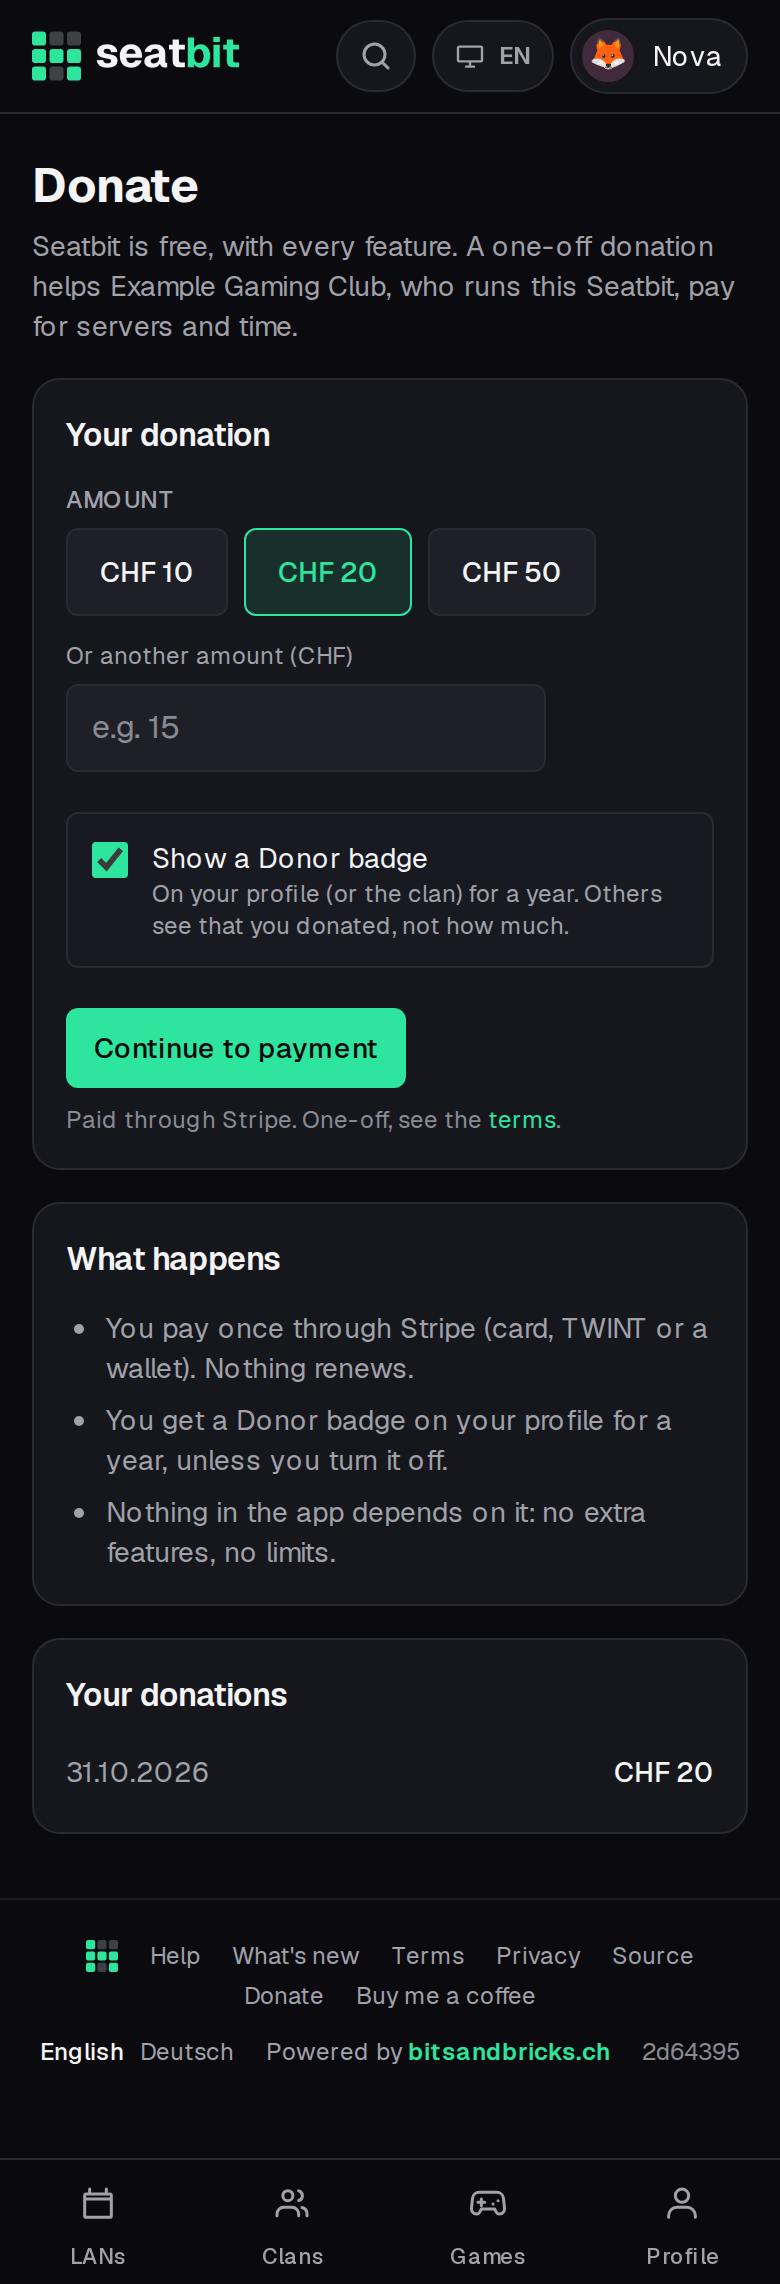 seatbit
EN
Nova
Donate
Seatbit is free, with every feature. A one-off donation
helps Example Gaming Club, who runs this Seatbit, pay
for servers and time.
Your donation
AMOUNT
CHF 10
CHF 20
CHF 50
Or another amount (CHF)
e.g. 15
Show a Donor badge
On your profile (or the clan) for a year. Others
see that you donated, not how much.
Continue to payment
Paid through Stripe. One-off, see the terms.
What happens
• You pay once through Stripe (card, TWINT or a
wallet). Nothing renews.
• You get a Donor badge on your profile for a
year, unless you turn it off.
• Nothing in the app depends on it: no extra
features, no limits.
Your donations
31.10.2026 CHF 20
Help What's new Terms Privacy Source
Donate Buy me a coffee
English Deutsch Powered by bitsandbricks.ch 2d64395
LANs Clans Games Profile